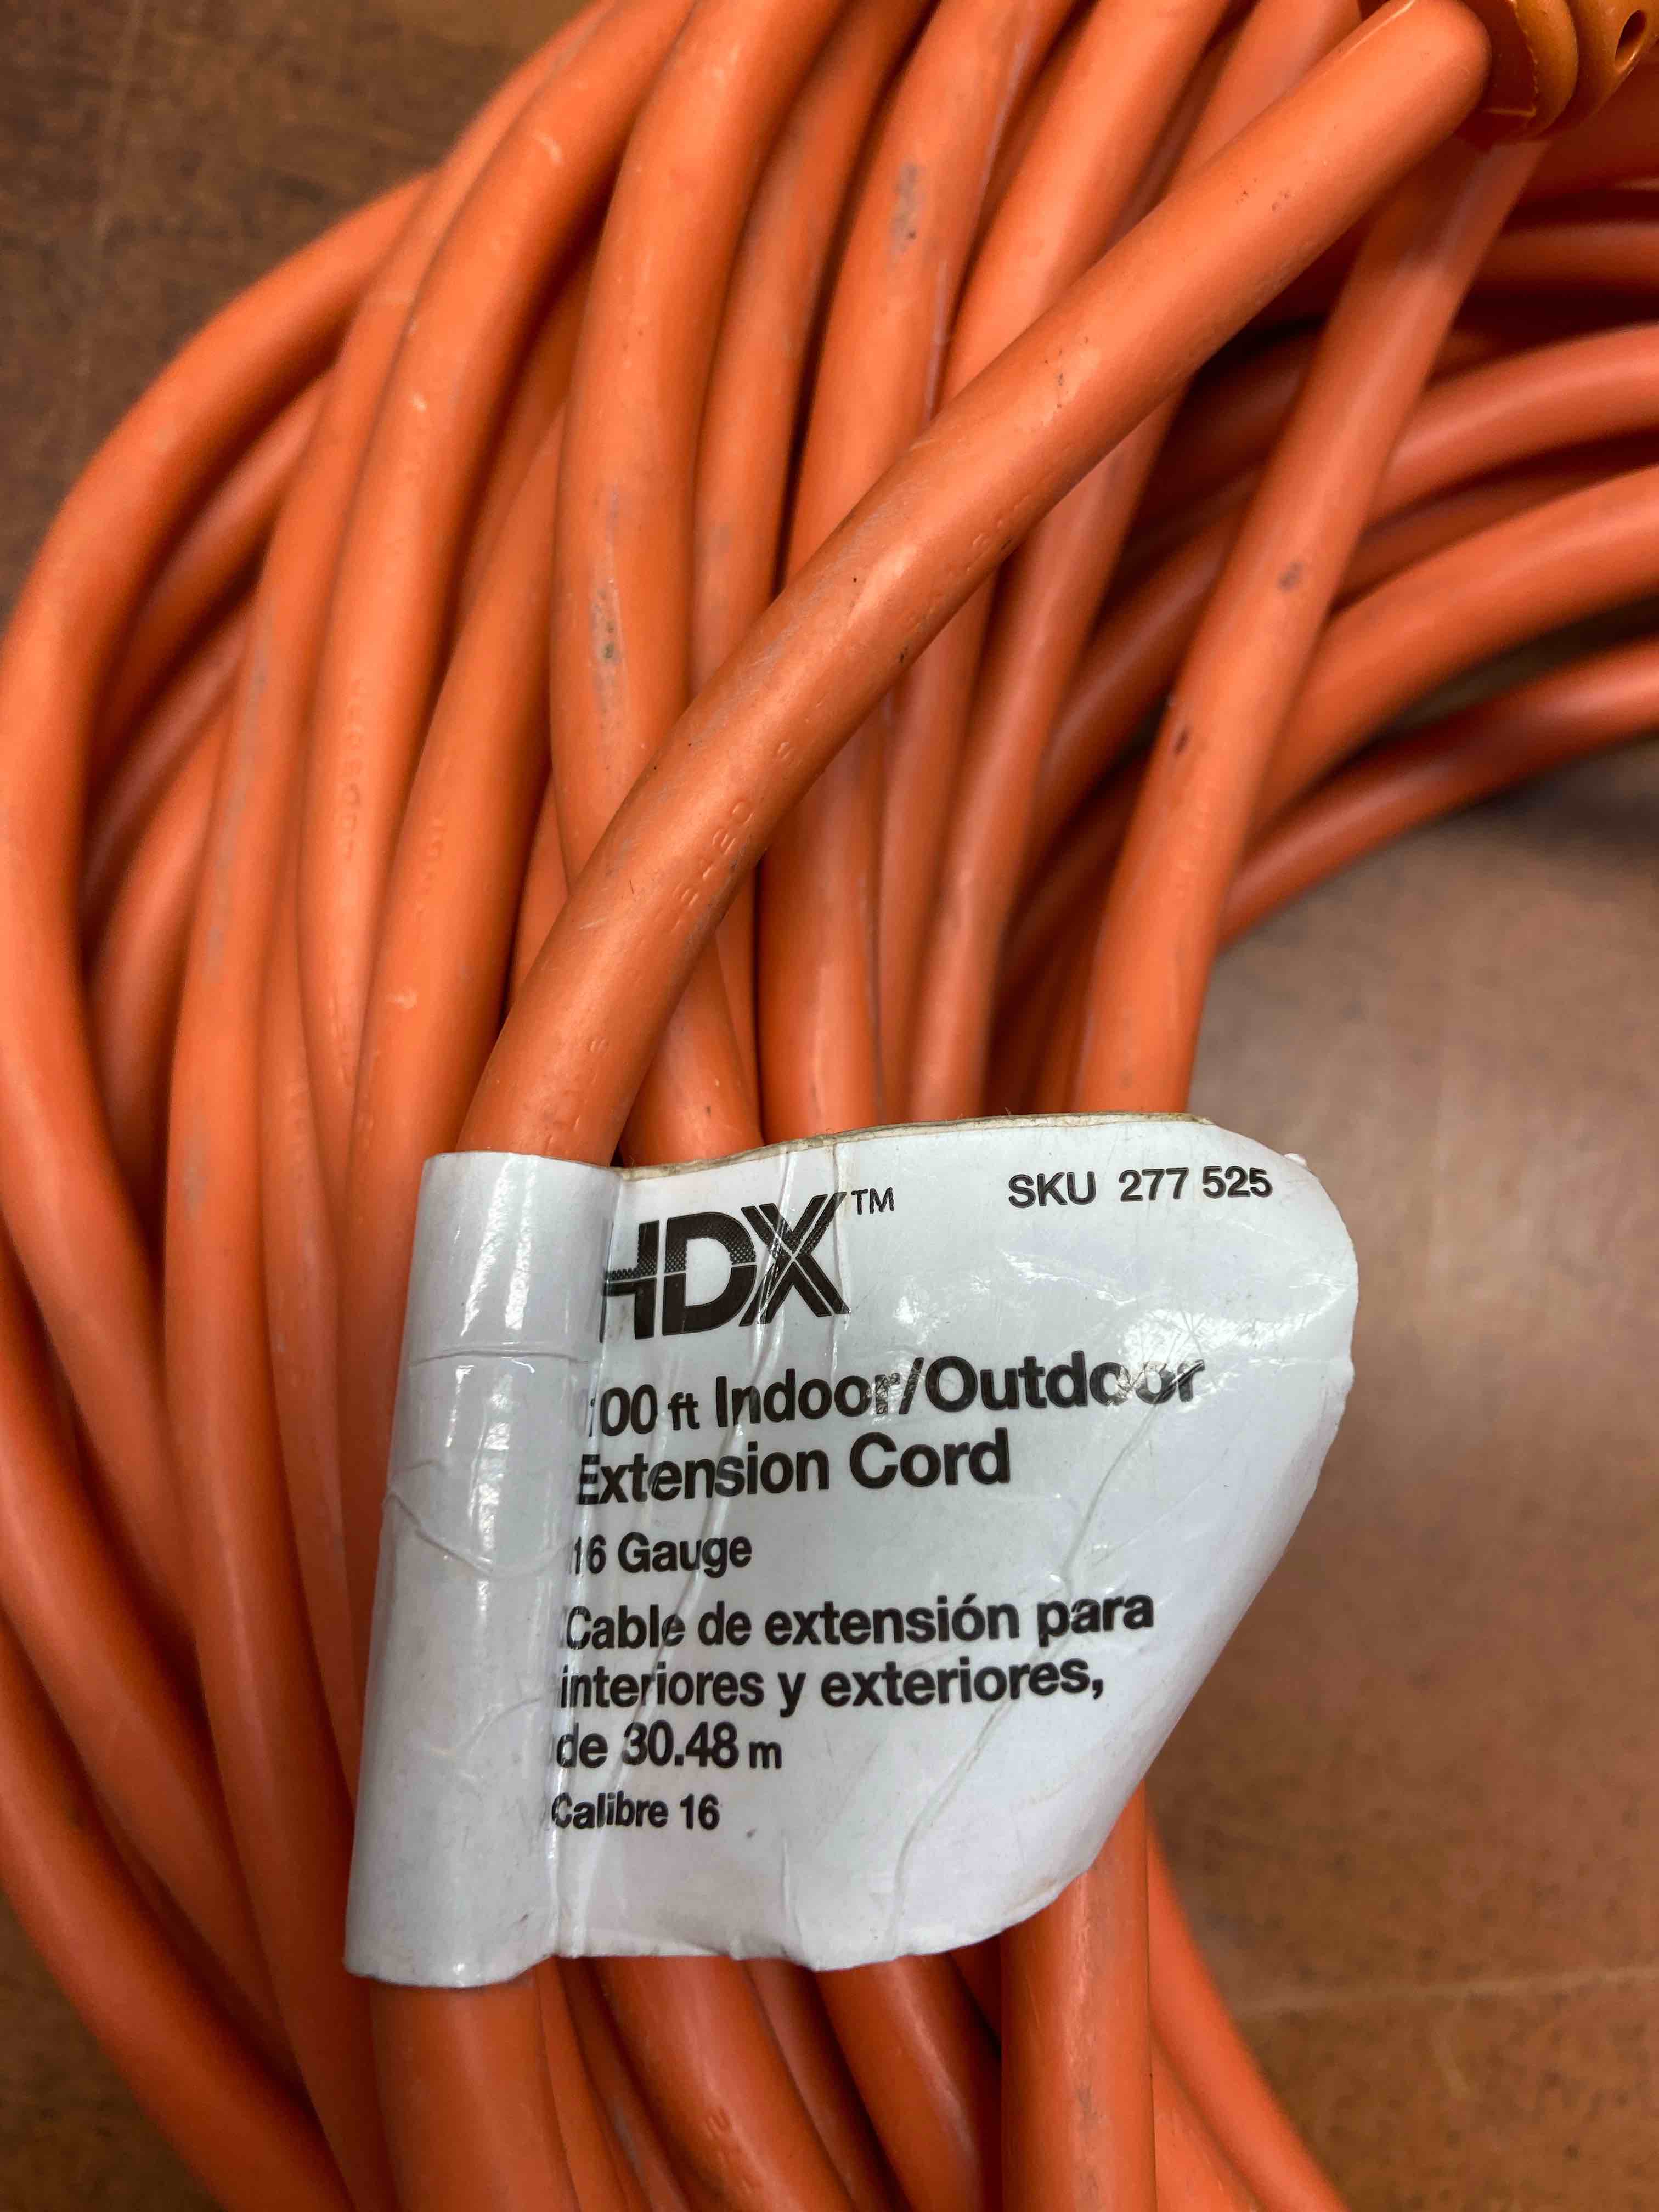 HDX™
SKU 277 525
100 ft Indoor/Outdoor
Extension Cord
16 Gauge
Cable de extensión para
interiores y exteriores,
de 30.48 m
Calibre 16